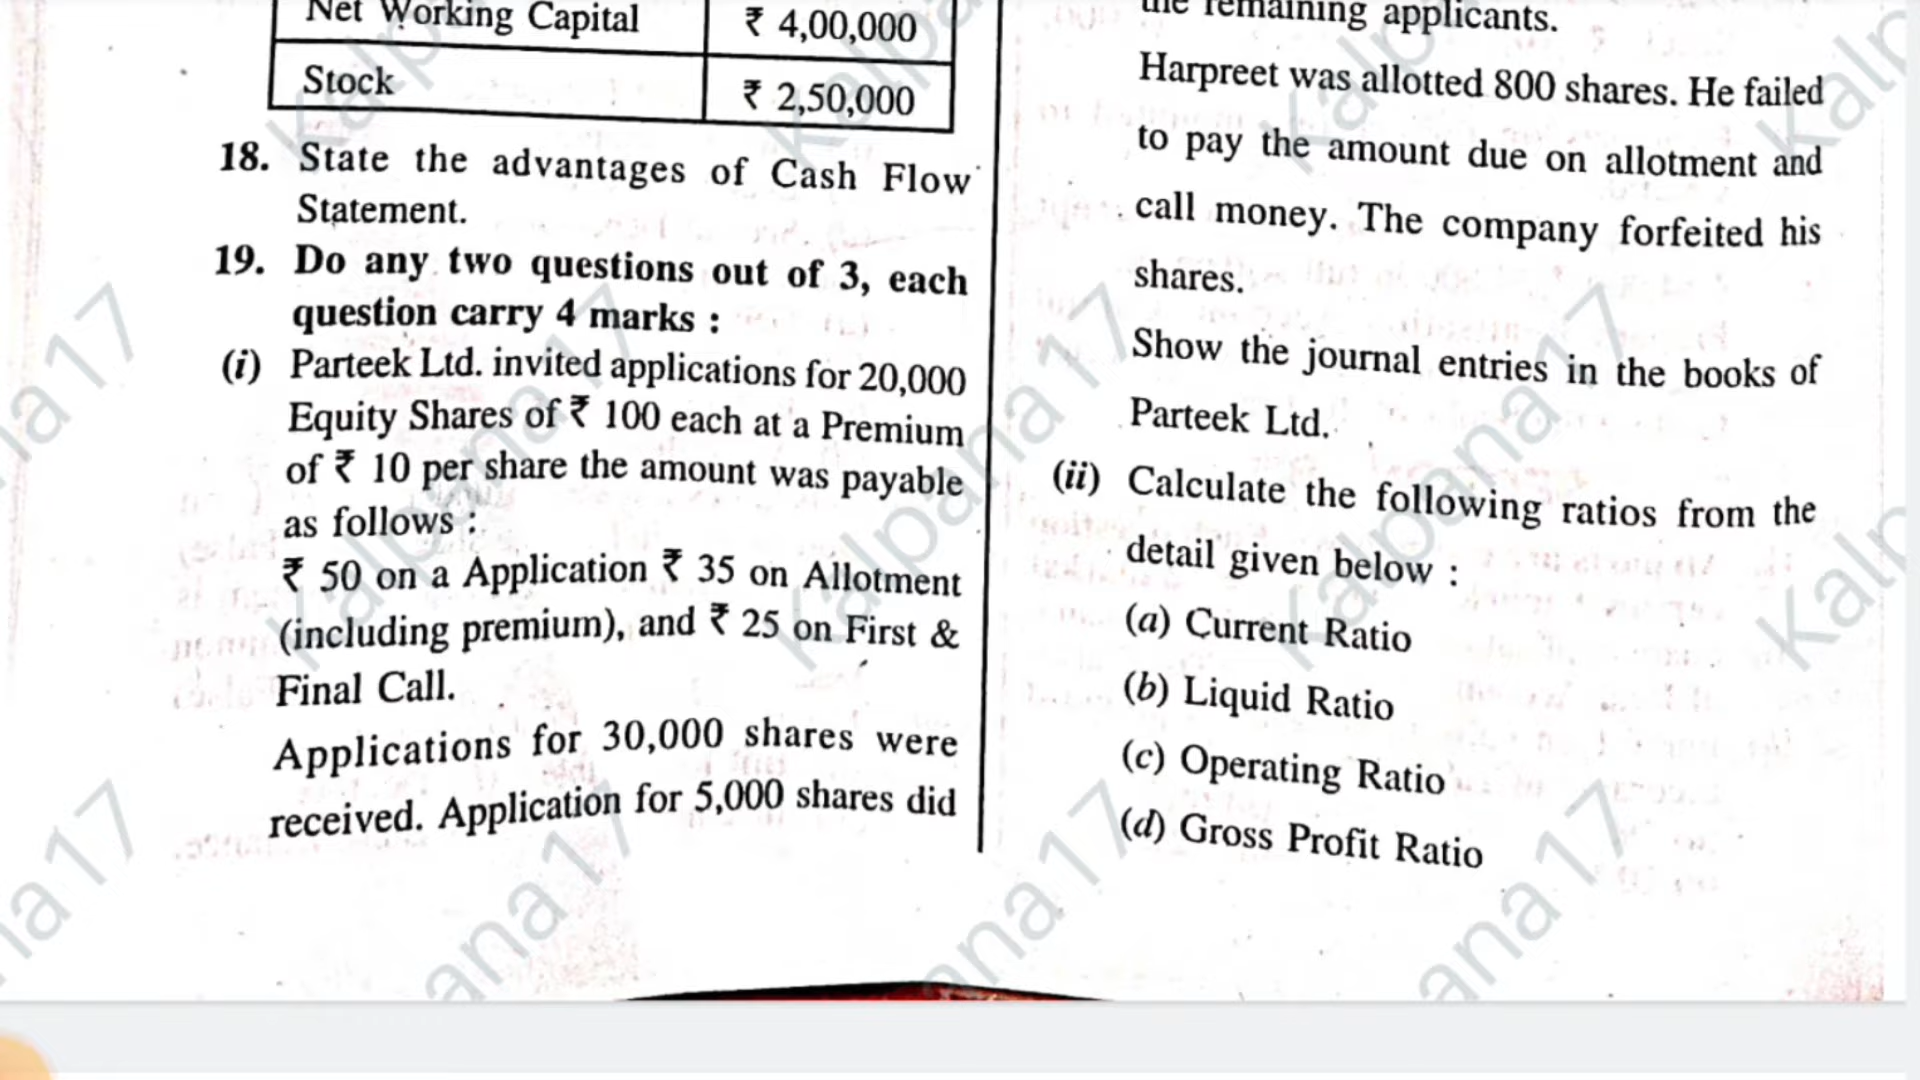 Net Working Capital ₹ 4,00,000
Stock ₹ 2,50,000
18. State the advantages of Cash Flow
Statement.
19. Do any two questions out of 3, each
question carry 4 marks :
(i) Parteek Ltd. invited applications for 20,000
Equity Shares of ₹ 100 each at a Premium
of ₹ 10 per share the amount was payable
as follows :
₹ 50 on a Application ₹ 35 on Allotment
(including premium), and ₹ 25 on First &
Final Call.
Applications for 30,000 shares were
received. Application for 5,000 shares did
the remaining applicants.
Harpreet was allotted 800 shares. He failed
to pay the amount due on allotment and
call money. The company forfeited his
shares.
Show the journal entries in the books of
Parteek Ltd.
(ii) Calculate the following ratios from the
detail given below :
(a) Current Ratio
(b) Liquid Ratio
(c) Operating Ratio
(d) Gross Profit Ratio
Kalpana17